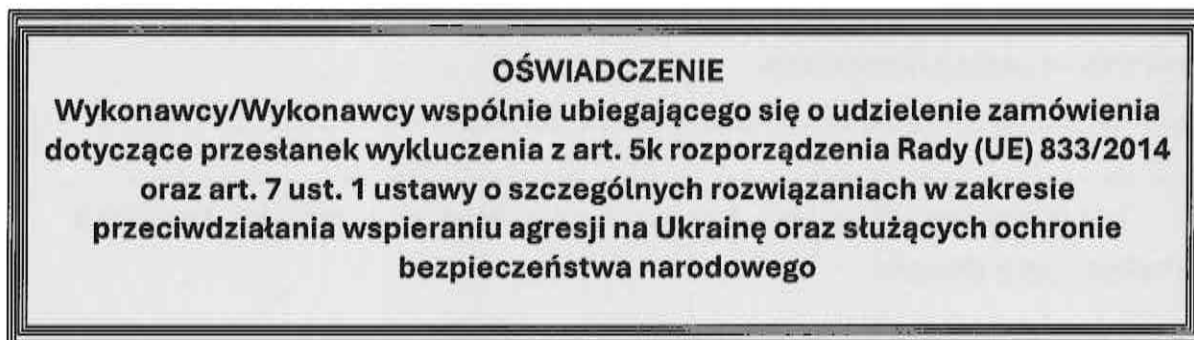 OŚWIADCZENIE
Wykonawcy/Wykonawcy wspólnie ubiegającego się o udzielenie zamówienia
dotyczące przesłanek wykluczenia z art. 5k rozporządzenia Rady (UE) 833/2014
oraz art. 7 ust. 1 ustawy o szczególnych rozwiązaniach w zakresie
przeciwdziałania wspieraniu agresji na Ukrainę oraz służących ochronie
bezpieczeństwa narodowego